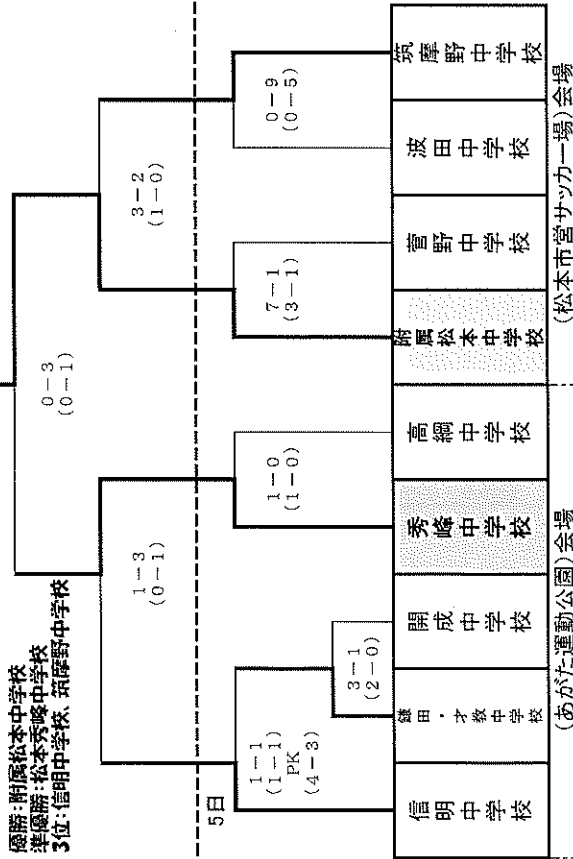 優勝:附属松本中学校
準優勝:松本秀峰中学校
3位:信明中学校、筑摩野中学校
0-3
(0-1)
1-3
(0-1)
3-2
(1-0)
5日
1-1
(1-1)
PK
(4-3)
3-1
(2-0)
1-0
(1-0)
7-1
(3-1)
0-9
(0-5)
信明中学校
鎌田・才教中学校
開成中学校
秀峰中学校
高綱中学校
附属松本中学校
菅野中学校
波田中学校
筑摩野中学校
(あがた運動公園)会場
(松本市営サッカー場)会場